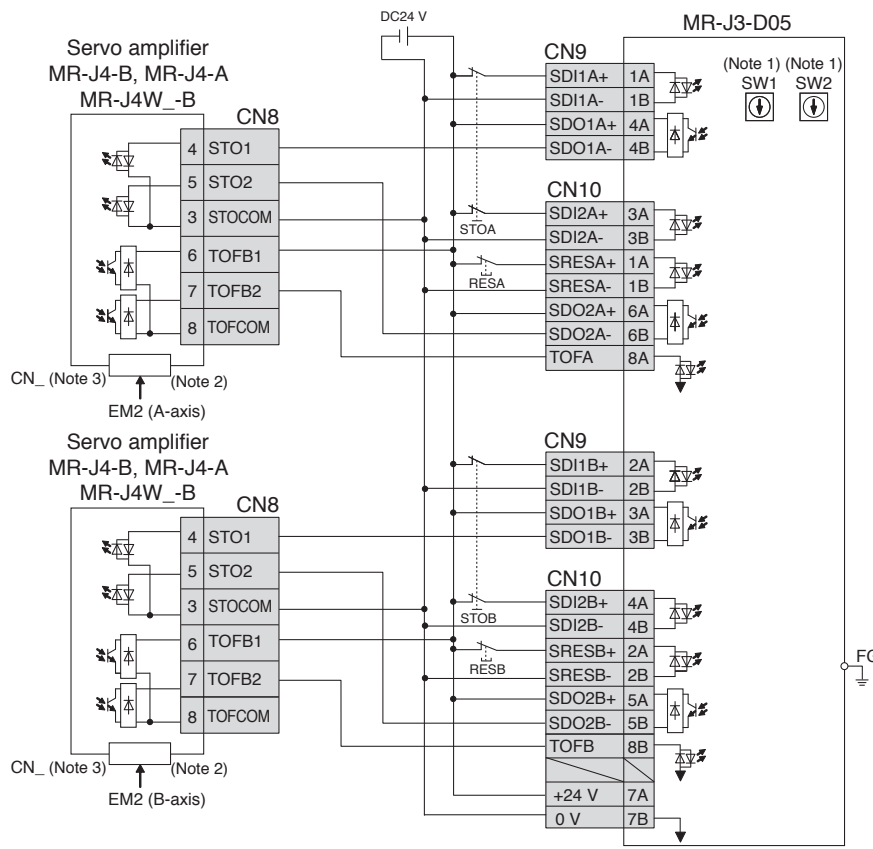 DC24 V
MR-J3-D05
Servo amplifier
MR-J4-B, MR-J4-A
MR-J4W_-B
CN8
4 STO1
5 STO2
3 STOCOM
6 TOFB1
7 TOFB2
8 TOFCOM
CN_ (Note 3)
(Note 2)
EM2 (A-axis)
CN9
SDI1A+ 1A
SDI1A- 1B
SDO1A+ 4A
SDO1A- 4B
(Note 1) (Note 1)
SW1 SW2
CN10
SDI2A+ 3A
SDI2A- 3B
SRESA+ 1A
SRESA- 1B
SDO2A+ 6A
SDO2A- 6B
TOFA 8A
STOA
RESA
Servo amplifier
MR-J4-B, MR-J4-A
MR-J4W_-B
CN8
4 STO1
5 STO2
3 STOCOM
6 TOFB1
7 TOFB2
8 TOFCOM
CN_ (Note 3)
(Note 2)
EM2 (B-axis)
CN9
SDI1B+ 2A
SDI1B- 2B
SDO1B+ 3A
SDO1B- 3B
CN10
SDI2B+ 4A
SDI2B- 4B
SRESB+ 2A
SRESB- 2B
SDO2B+ 5A
SDO2B- 5B
TOFB 8B
+24 V 7A
0 V 7B
STOB
RESB
FG